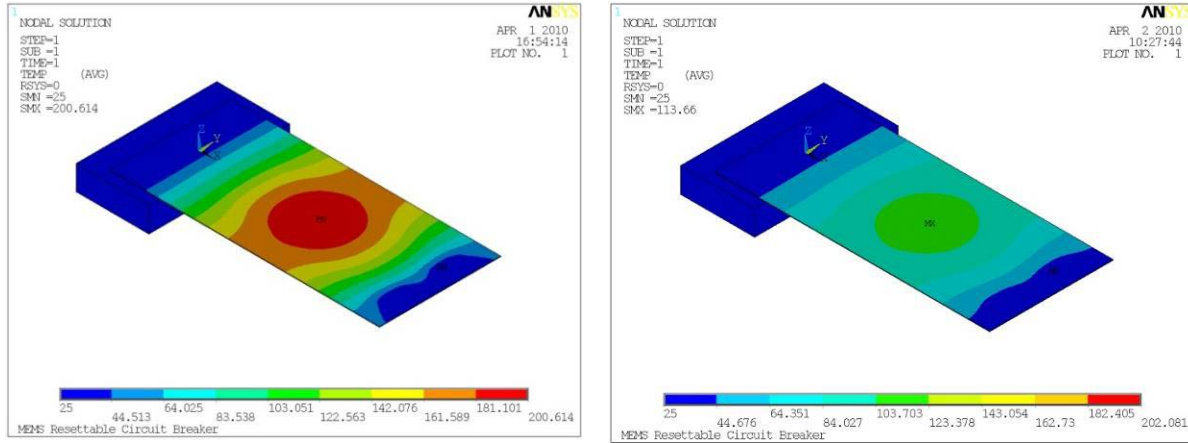 1
ANSYS
NODAL SOLUTION
APR 1 2010
16:54:14
PLOT NO. 1
STEP=1
SUB =1
TIME=1
TEMP (AVG)
RSYS=0
SMN =25
SMX =200.614
Z
Y
X
MX
25 44.513 64.025 83.538 103.051 122.563 142.076 161.589 181.101 200.614
MEMS Resettable Circuit Breaker
1
ANSYS
NODAL SOLUTION
APR 2 2010
10:27:44
PLOT NO. 1
STEP=1
SUB =1
TIME=1
TEMP (AVG)
RSYS=0
SMN =25
SMX =113.66
Z
Y
MX
25 44.676 64.351 84.027 103.703 123.378 143.054 162.73 182.405 202.081
MEMS Resettable Circuit Breaker